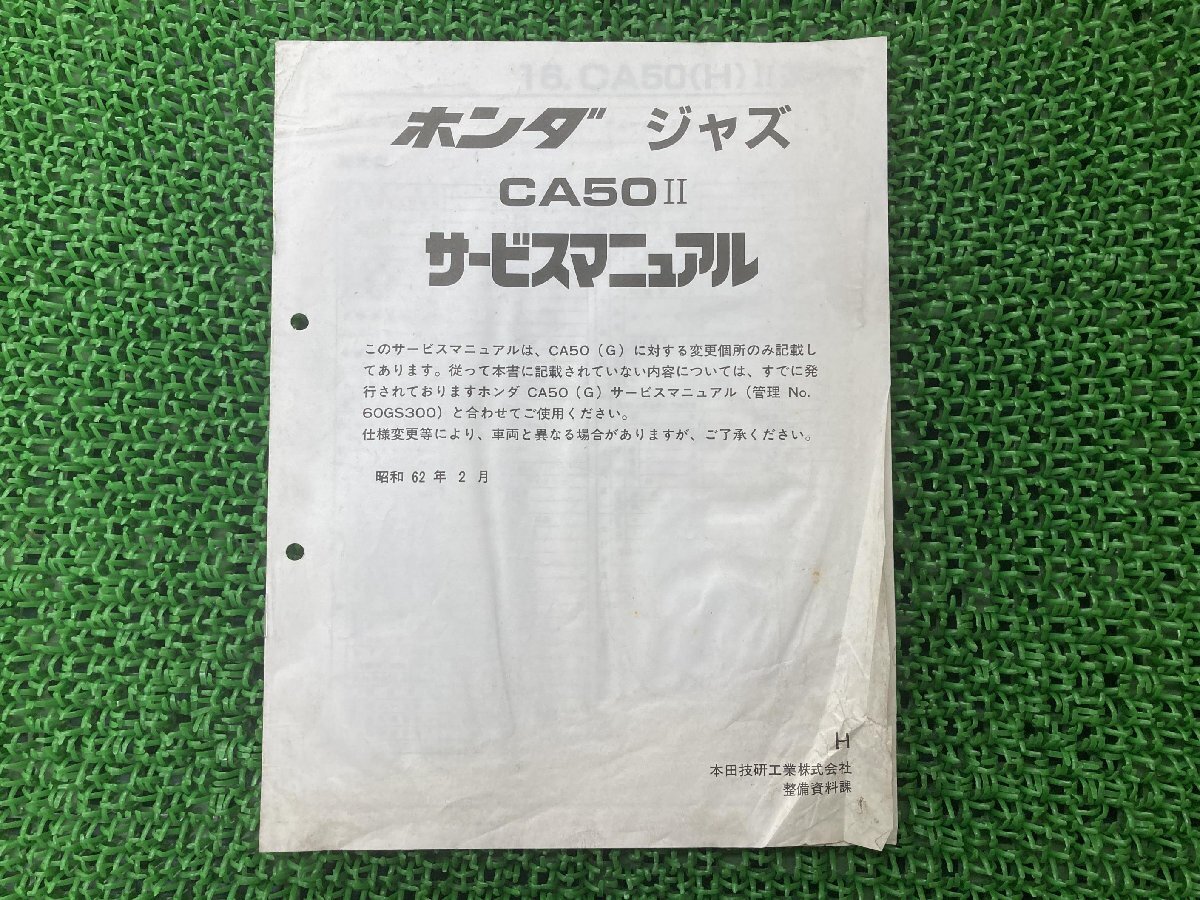 16. CA50(H)II
ホンダ ジャズ
CA50 II
サービスマニュアル
このサービスマニュアルは、CA50（G）に対する変更個所のみ記載し
てあります。従って本書に記載されていない内容については、すでに発
行されておりますホンダ CA50（G）サービスマニュアル（管理 No.
60GS300）と合わせてご使用ください。
仕様変更等により、車両と異なる場合がありますが、ご了承ください。
昭和 62 年 2 月
H
本田技研工業株式会社
整備資料課